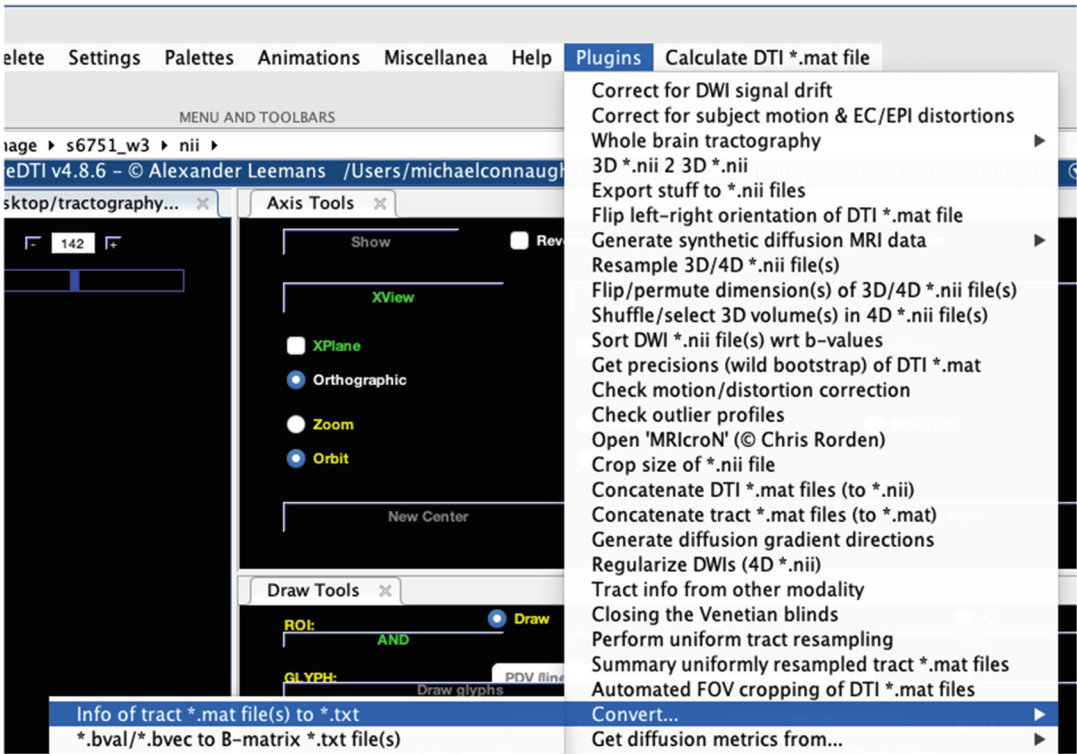 elete Settings Palettes Animations Miscellanea Help Plugins Calculate DTI *.mat file
MENU AND TOOLBARS
nage ▸ s6751_w3 ▸ nii ▸
reDTI v4.8.6 – © Alexander Leemans /Users/michaelconnaugh
sktop/tractography...
142
Axis Tools
Show
Rev
XView
XPlane
Orthographic
Zoom
Orbit
New Center
Draw Tools
ROI:
Draw
AND
GLYPH:
PDV (line
Draw glyphs
Correct for DWI signal drift
Correct for subject motion & EC/EPI distortions
Whole brain tractography
3D *.nii 2 3D *.nii
Export stuff to *.nii files
Flip left–right orientation of DTI *.mat file
Generate synthetic diffusion MRI data
Resample 3D/4D *.nii file(s)
Flip/permute dimension(s) of 3D/4D *.nii file(s)
Shuffle/select 3D volume(s) in 4D *.nii file(s)
Sort DWI *.nii file(s) wrt b–values
Get precisions (wild bootstrap) of DTI *.mat
Check motion/distortion correction
Check outlier profiles
Open 'MRIcroN' (© Chris Rorden)
Crop size of *.nii file
Concatenate DTI *.mat files (to *.nii)
Concatenate tract *.mat files (to *.mat)
Generate diffusion gradient directions
Regularize DWIs (4D *.nii)
Tract info from other modality
Closing the Venetian blinds
Perform uniform tract resampling
Summary uniformly resampled tract *.mat files
Automated FOV cropping of DTI *.mat files
Convert...
Get diffusion metrics from...
Info of tract *.mat file(s) to *.txt
*.bval/*.bvec to B–matrix *.txt file(s)